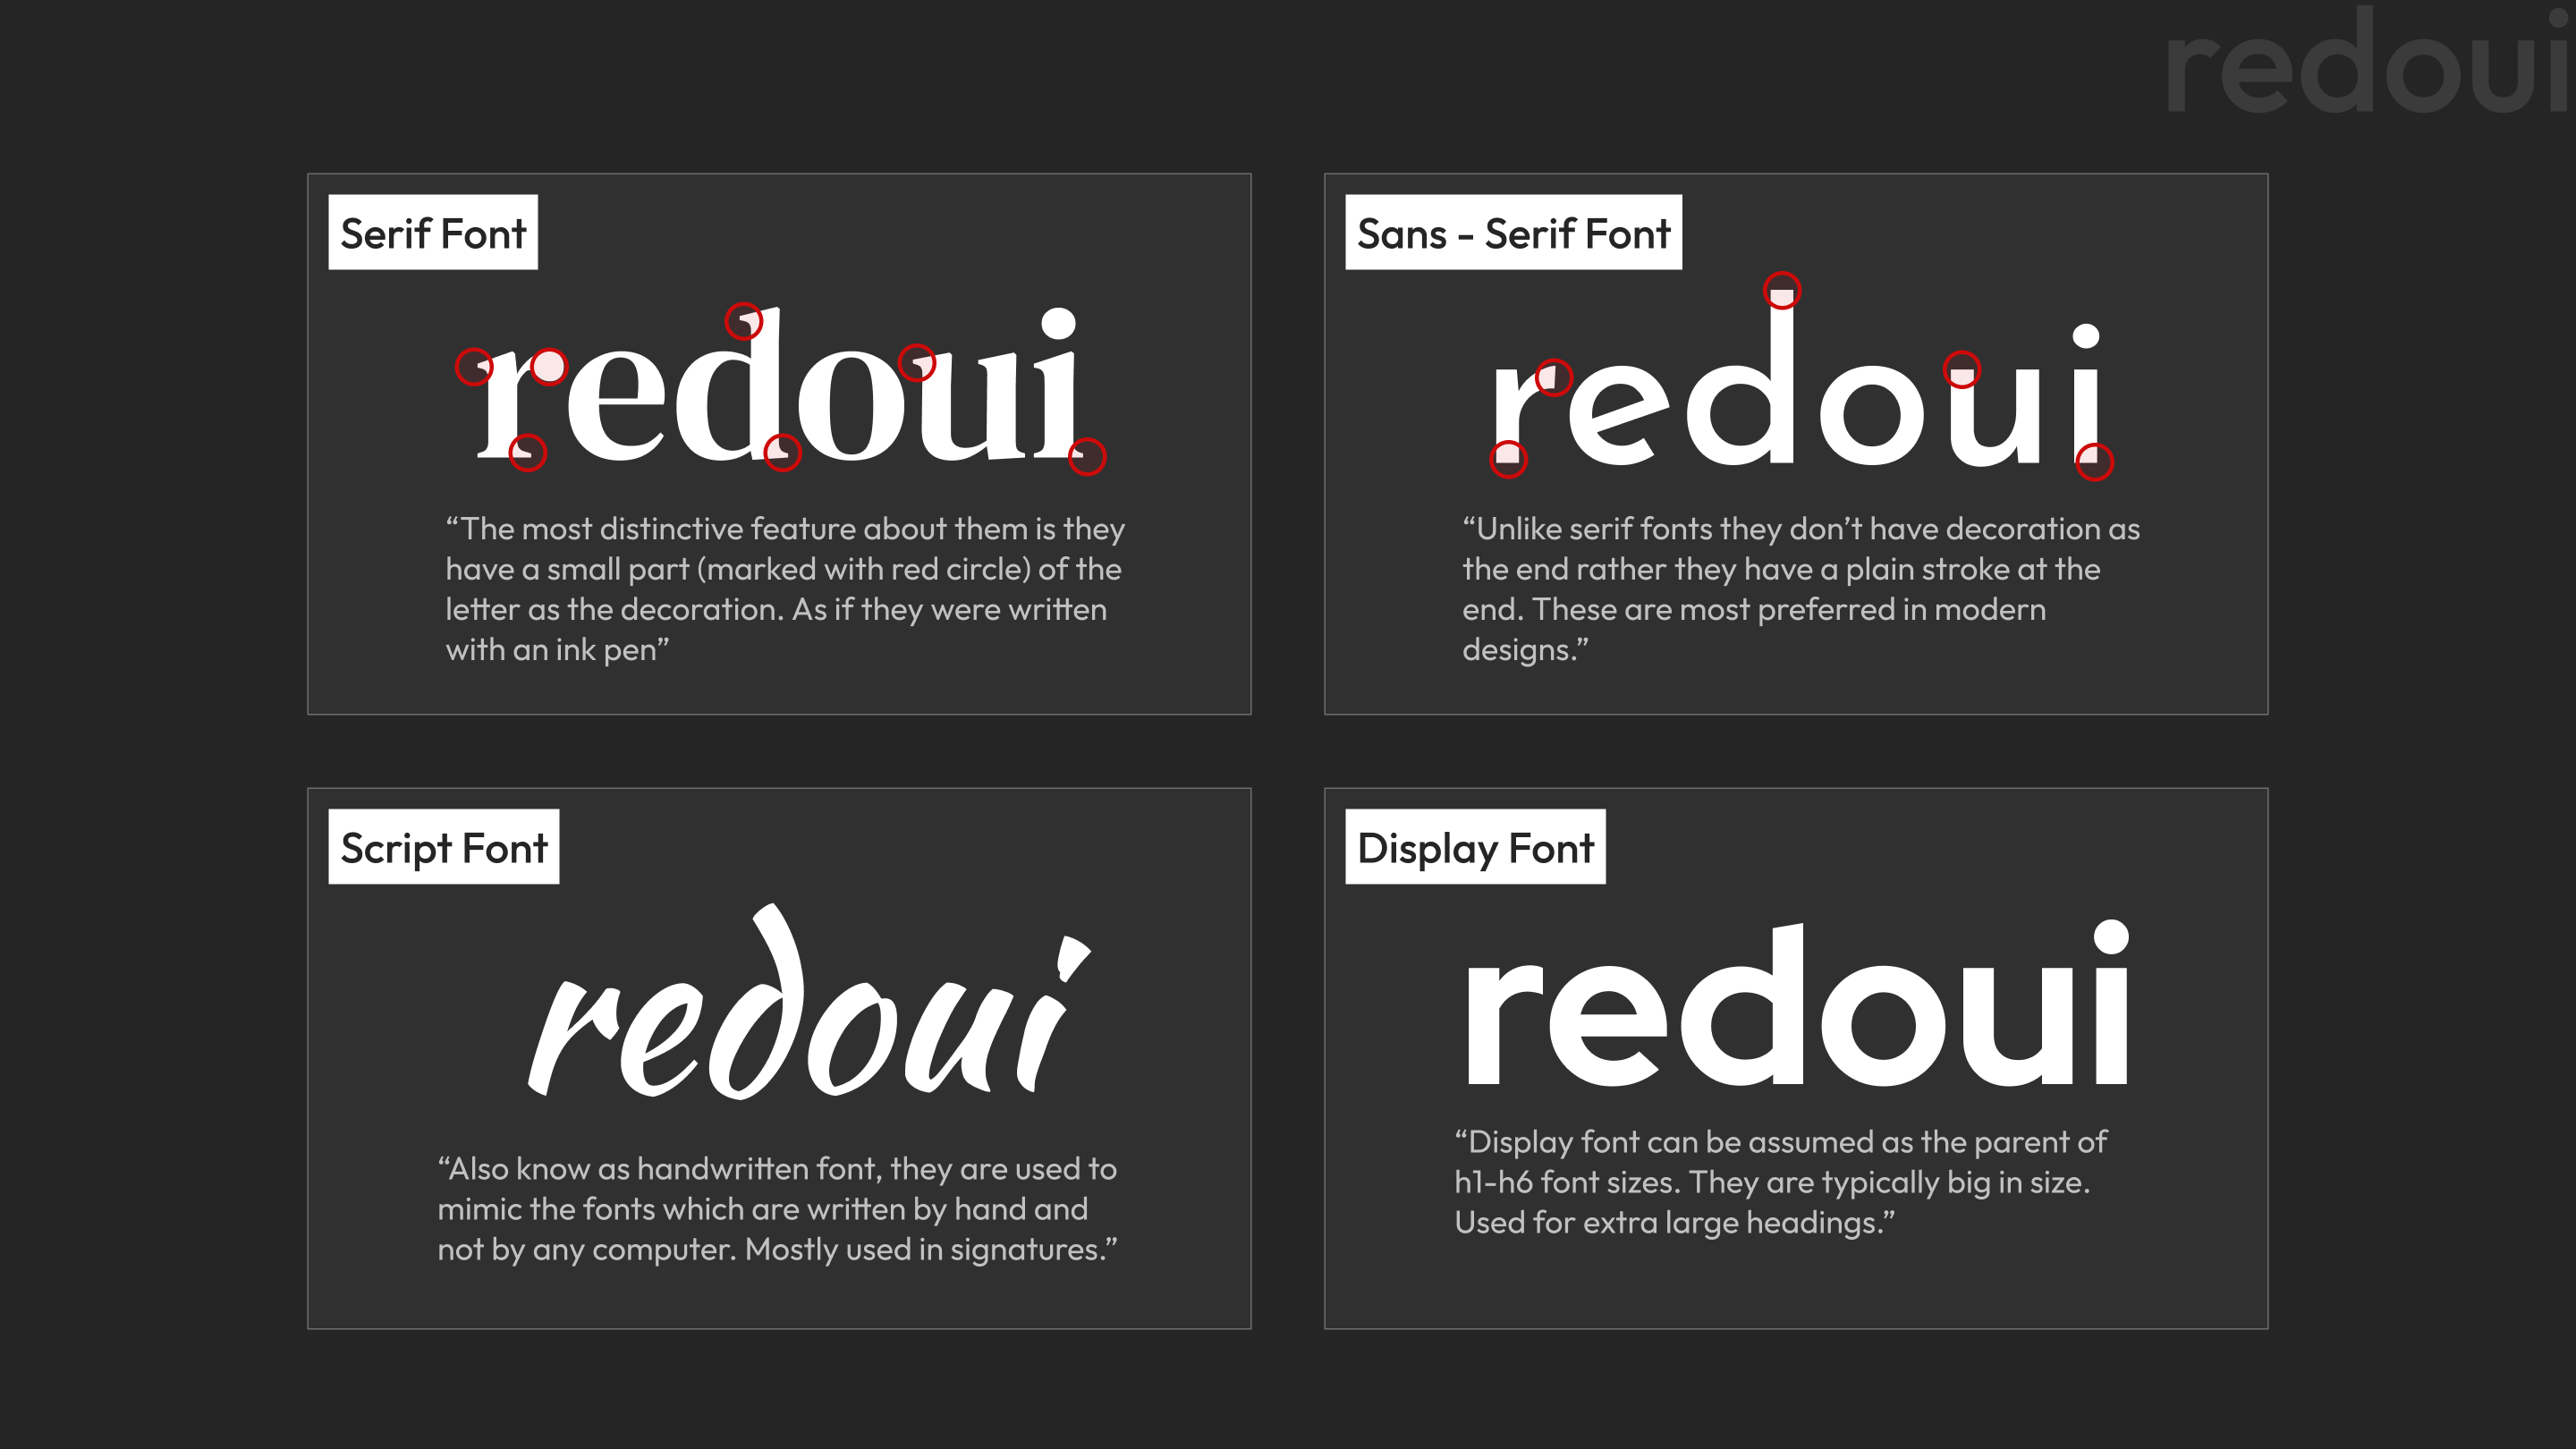 redoui
Serif Font
redoui
“The most distinctive feature about them is they
have a small part (marked with red circle) of the
letter as the decoration. As if they were written
with an ink pen”
Sans - Serif Font
redoui
“Unlike serif fonts they don’t have decoration as
the end rather they have a plain stroke at the
end. These are most preferred in modern
designs.”
Script Font
redoui
“Also know as handwritten font, they are used to
mimic the fonts which are written by hand and
not by any computer. Mostly used in signatures.”
Display Font
redoui
“Display font can be assumed as the parent of
h1-h6 font sizes. They are typically big in size.
Used for extra large headings.”